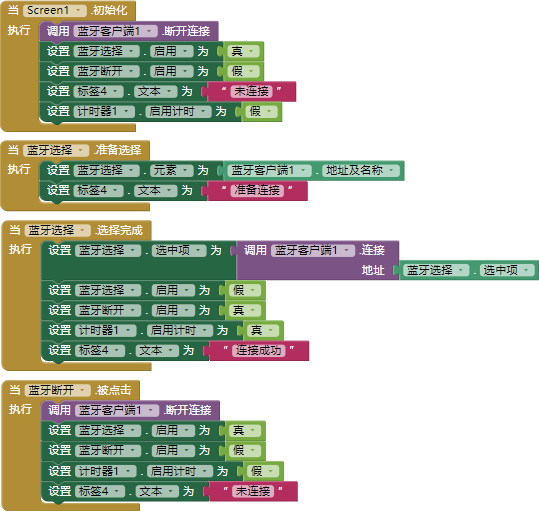 当 Screen1 .初始化
执行 调用 蓝牙客户端1 .断开连接
设置 蓝牙选择 . 启用 为 真
设置 蓝牙断开 . 启用 为 假
设置 标签4 . 文本 为 “ 未连接 ”
设置 计时器1 . 启用计时 为 假
当 蓝牙选择 .准备选择
执行 设置 蓝牙选择 . 元素 为 蓝牙客户端1 . 地址及名称
设置 标签4 . 文本 为 “ 准备连接 ”
当 蓝牙选择 .选择完成
执行 设置 蓝牙选择 . 选中项 为 调用 蓝牙客户端1 .连接
地址 蓝牙选择 . 选中项
设置 蓝牙选择 . 启用 为 假
设置 蓝牙断开 . 启用 为 真
设置 计时器1 . 启用计时 为 真
设置 标签4 . 文本 为 “ 连接成功 ”
当 蓝牙断开 .被点击
执行 调用 蓝牙客户端1 .断开连接
设置 蓝牙选择 . 启用 为 真
设置 蓝牙断开 . 启用 为 假
设置 计时器1 . 启用计时 为 假
设置 标签4 . 文本 为 “ 未连接 ”